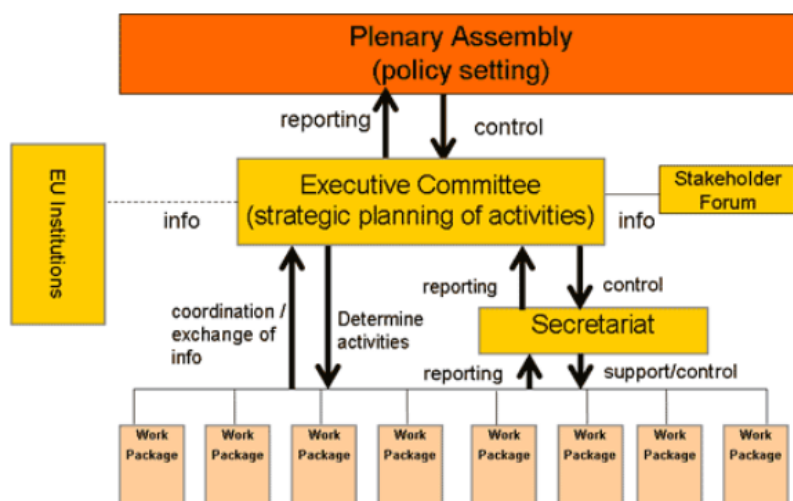 Plenary Assembly
(policy setting)
reporting
control
EU Institutions
info
Executive Committee
(strategic planning of activities)
info
Stakeholder
Forum
coordination /
exchange of
info
Determine
activities
reporting
control
Secretariat
reporting
support/control
Work
Package
Work
Package
Work
Package
Work
Package
Work
Package
Work
Package
Work
Package
Work
Package